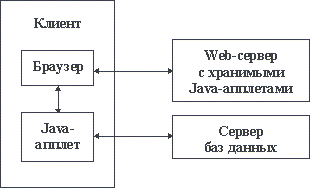 Клиент
Браузер
Web-сервер
с хранимыми
Java-апплетами
Java-
апплет
Сервер
баз данных